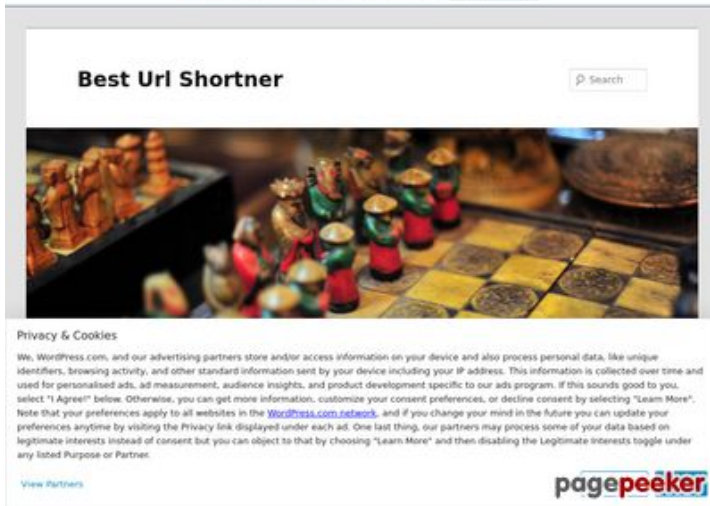 Best Url Shortner
Search
Privacy & Cookies
We, WordPress.com, and our advertising partners store and/or access information on your device and also process personal data, like unique
identifiers, browsing activity, and other standard information sent by your device including your IP address. This information is collected over time and
used for personalised ads, ad measurement, audience insights, and product development specific to our ads program. If this sounds good to you,
select "I Agree!" below. Otherwise, you can get more information, customize your consent preferences, or decline consent by selecting "Learn More".
Note that your preferences apply to all websites in the WordPress.com network, and if you change your mind in the future you can update your
preferences anytime by visiting the Privacy link displayed under each ad. One last thing, our partners may process some of your data based on
legitimate interests instead of consent but you can object to that by choosing "Learn More" and then disabling the Legitimate Interests toggle under
any listed Purpose or Partner.
View Partners
pagepeeker